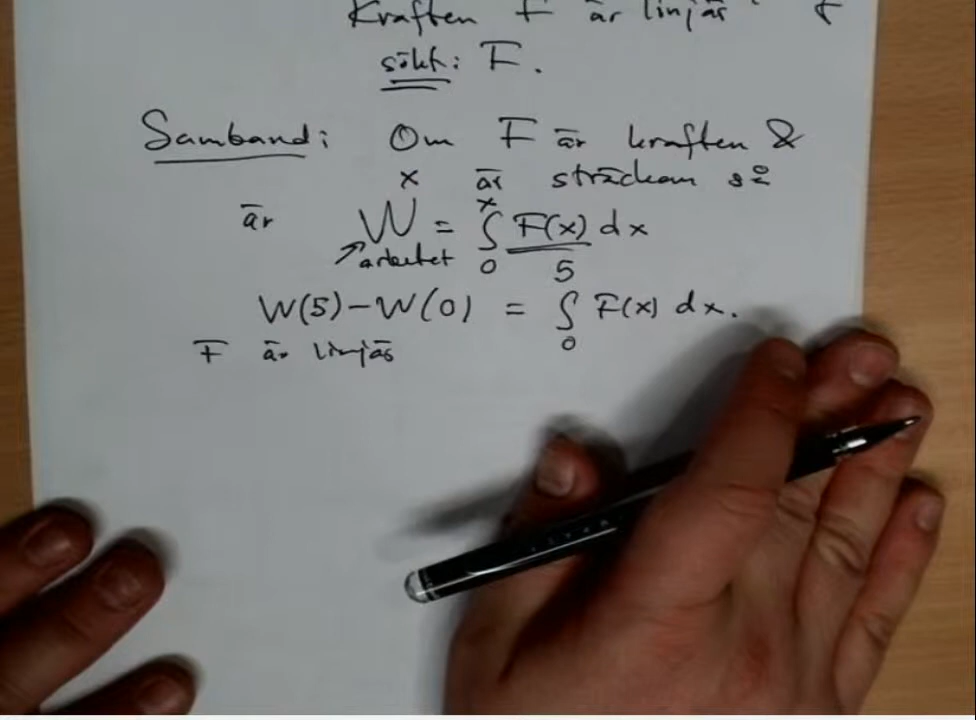 Kraften F är linjär
sökt: F.
Samband: Om F är kraften &
x är sträckan så
är W = ∫₀ˣ F(x) dx
↗arbetet
W(5)-W(0) = ∫₀⁵ F(x) dx.
F är linjär